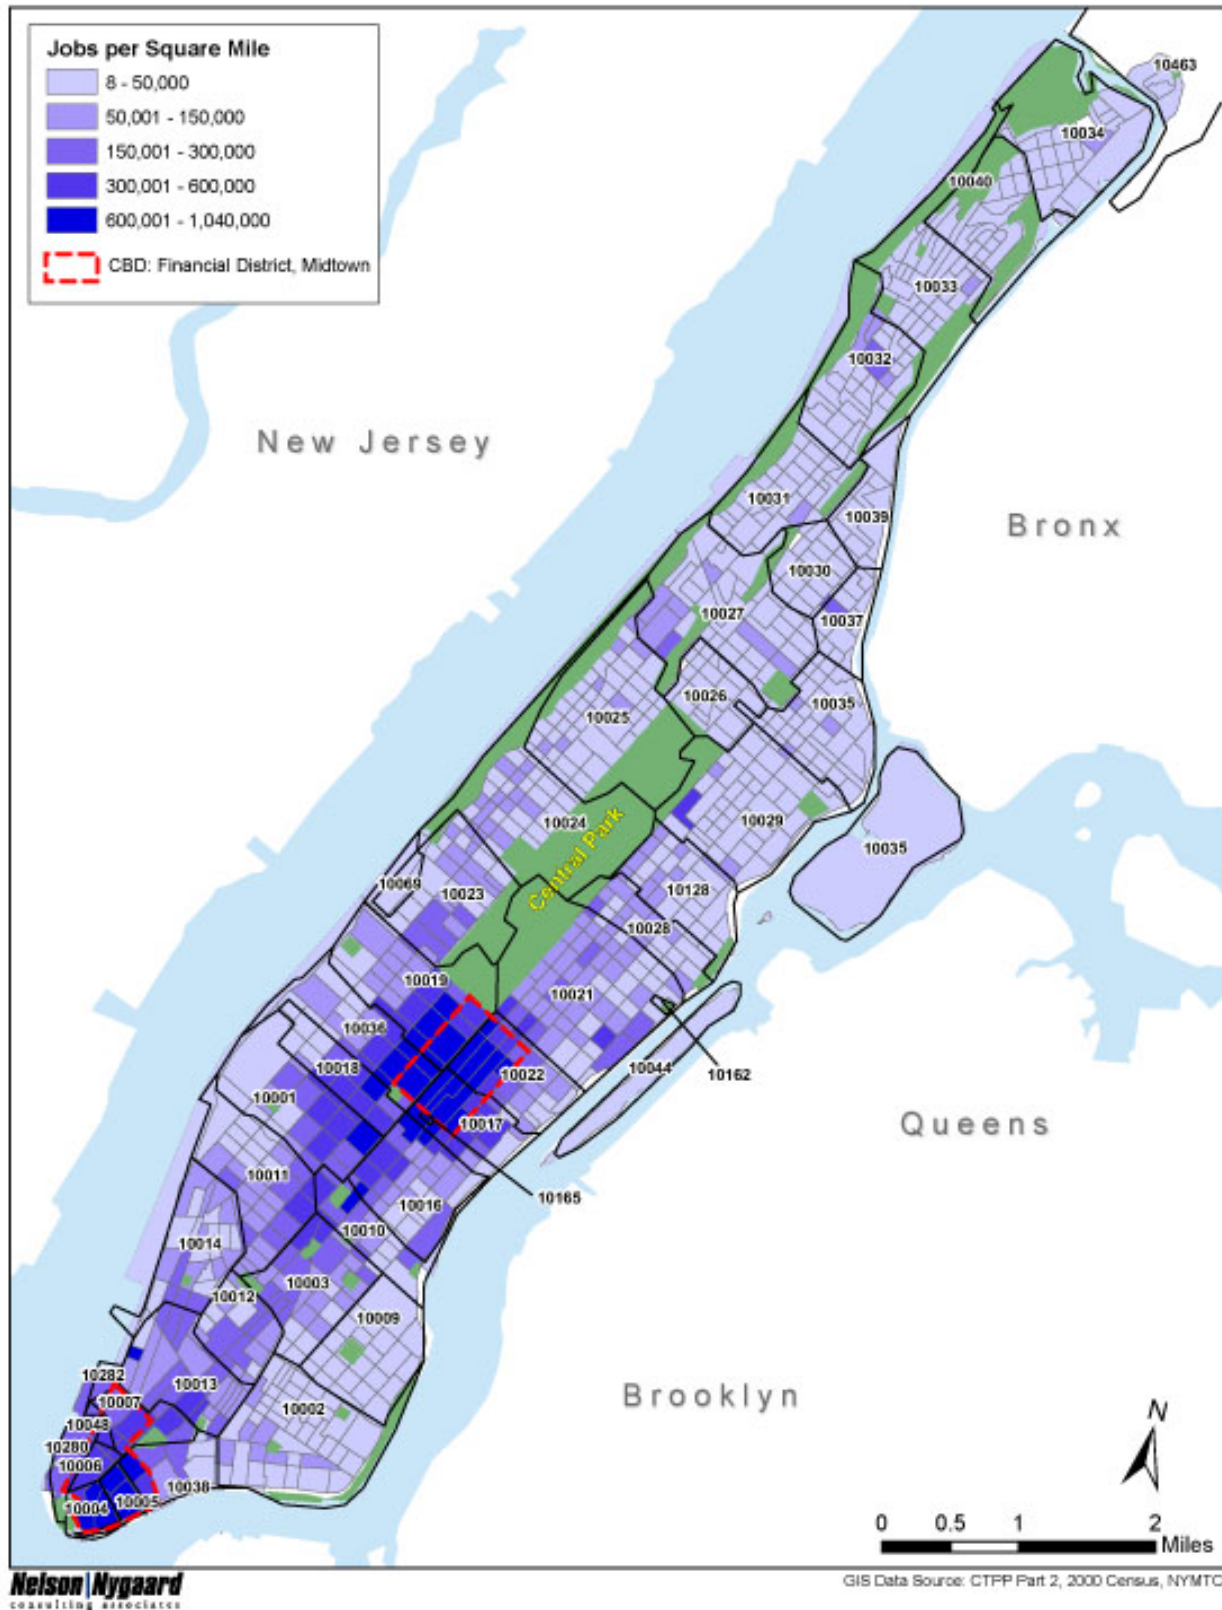 Jobs per Square Mile
8 - 50,000
50,001 - 150,000
150,001 - 300,000
300,001 - 600,000
600,001 - 1,040,000
CBD: Financial District, Midtown
10463
10034
10040
10033
10032
New Jersey
10031
10039
Bronx
10030
10027
10037
10026
10035
10025
10024
10029
Central Park
10035
10069
10023
10128
10028
10019
10021
10036
10018
10044
10162
10022
10001
10017
Queens
10011
10165
10016
10014
10010
10012
10003
10009
10282
10013
10007
10002
Brooklyn
10048
10280
10006
10038
10004
10005
N
0 0.5 1 2
Miles
Nelson|Nygaard
consulting associates
GIS Data Source: CTPP Part 2, 2000 Census, NYMTC